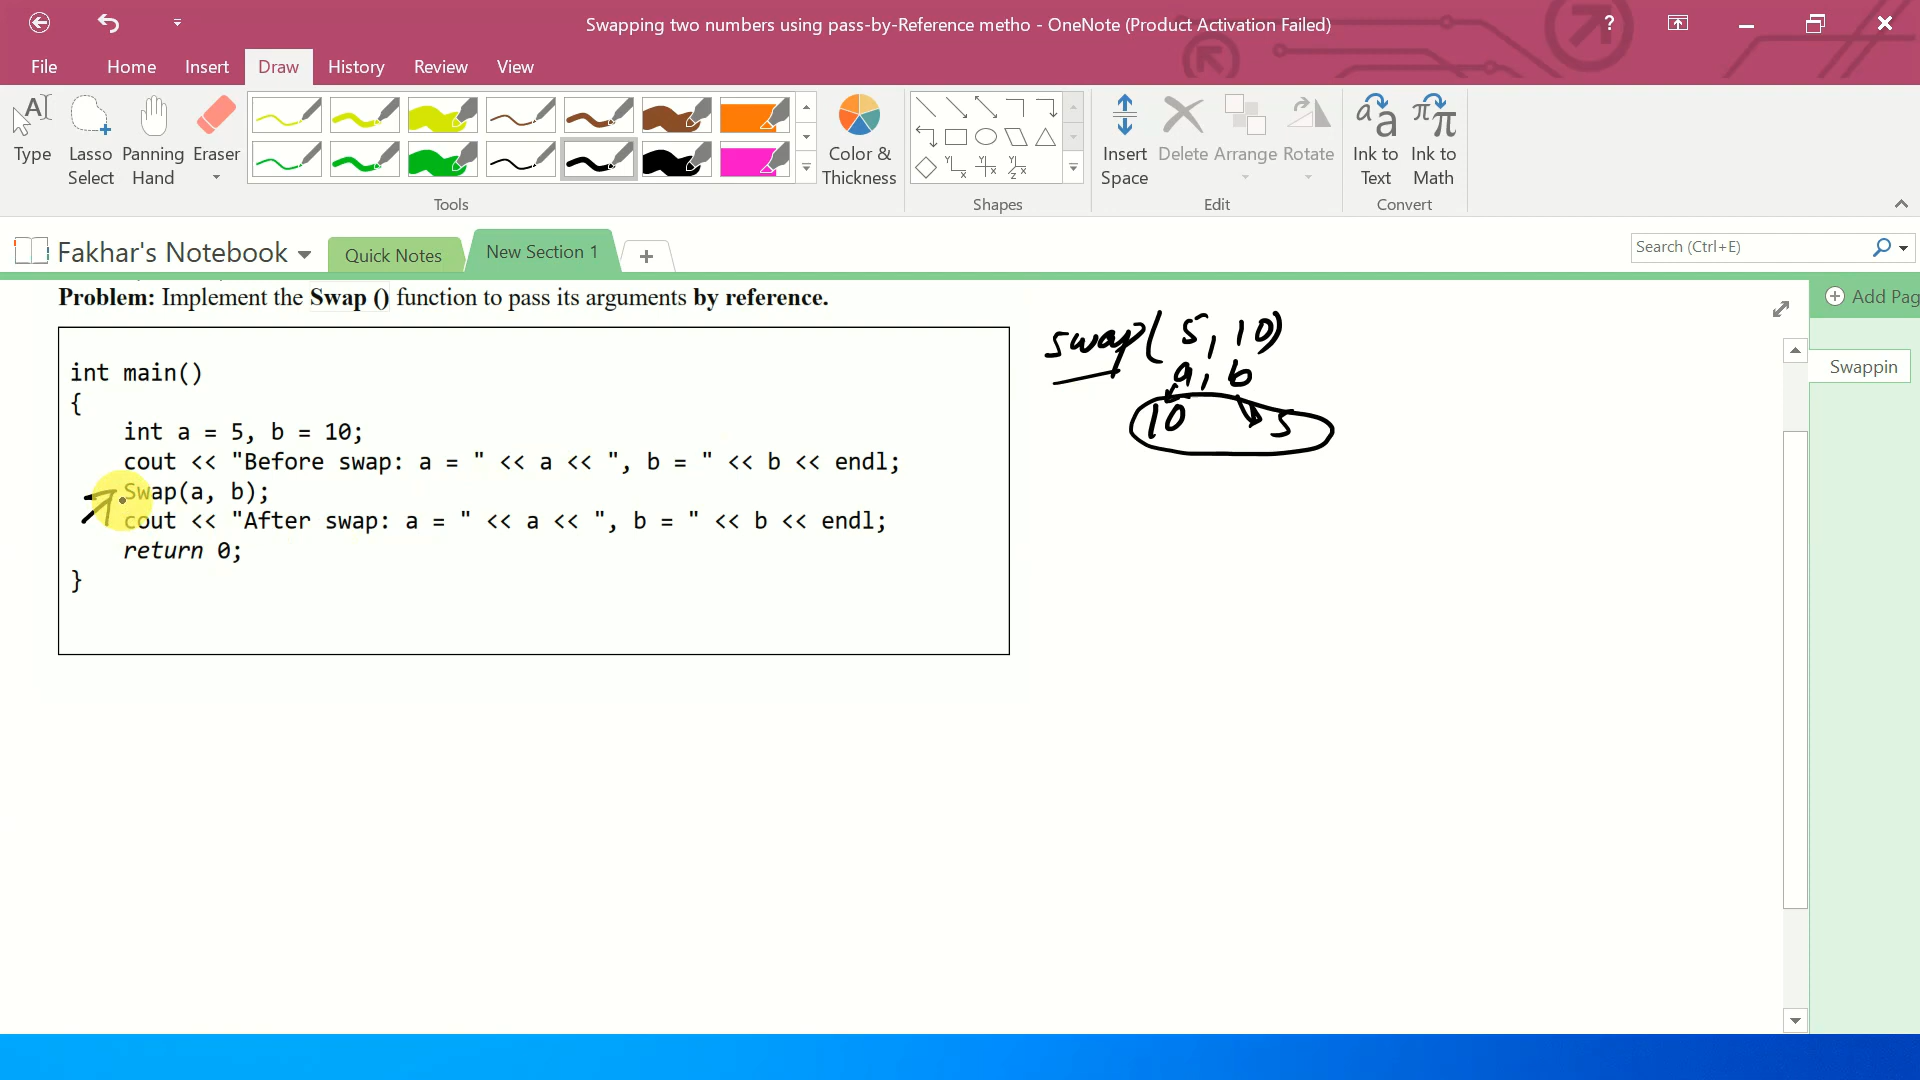 Swapping two numbers using pass-by-Reference metho - OneNote (Product Activation Failed)
?
File Home Insert Draw History Review View
Type
Lasso Select
Panning Hand
Eraser
Color & Thickness
Insert Space
Delete
Arrange
Rotate
Ink to Text
Ink to Math
Tools
Shapes
Edit
Convert
Fakhar's Notebook
Quick Notes
New Section 1
+
Search (Ctrl+E)
Add Pag
Swappin
Problem: Implement the Swap () function to pass its arguments by reference.
int main()
{
int a = 5, b = 10;
cout << "Before swap: a = " << a << ", b = " << b << endl;
Swap(a, b);
cout << "After swap: a = " << a << ", b = " << b << endl;
return 0;
}
swap( 5, 10)
a, b
10 5